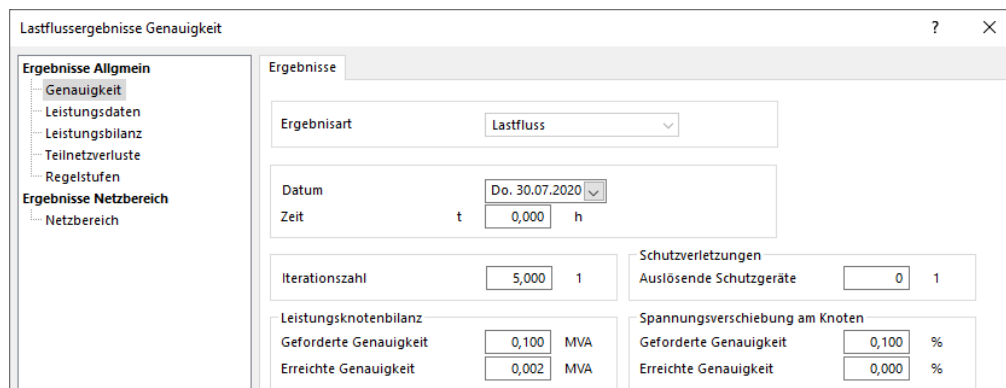 Lastflussergebnisse Genauigkeit ?
Ergebnisse Allgmein
Genauigkeit
Leistungsdaten
Leistungsbilanz
Teilnetzverluste
Regelstufen
Ergebnisse Netzbereich
Netzbereich
Ergebnisse
Ergebnisart Lastfluss
Datum Do. 30.07.2020
Zeit t 0,000 h
Iterationszahl 5,000 1
Schutzverletzungen
Auslösende Schutzgeräte 0 1
Leistungsknotenbilanz
Geforderte Genauigkeit 0,100 MVA
Erreichte Genauigkeit 0,002 MVA
Spannungsverschiebung am Knoten
Geforderte Genauigkeit 0,100 %
Erreichte Genauigkeit 0,000 %